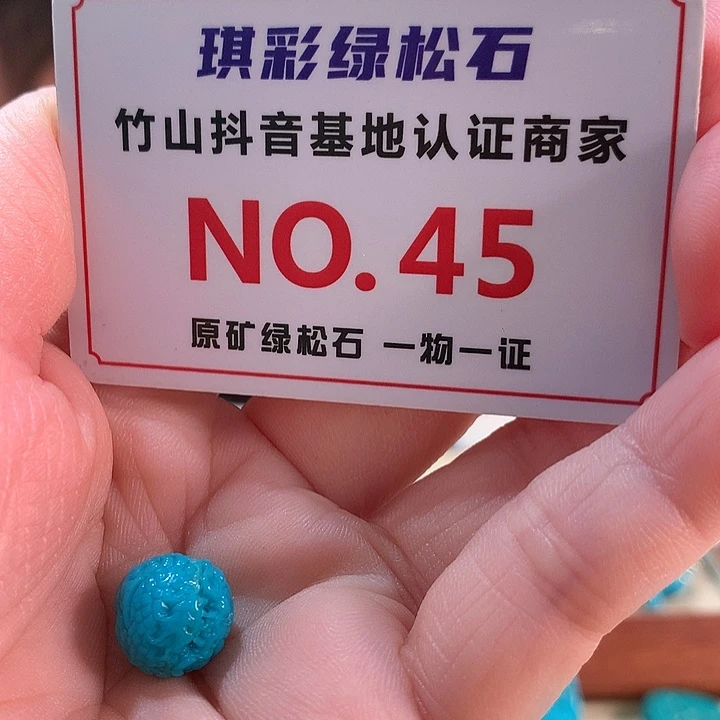 琪彩绿松石
竹山抖音基地认证商家
NO.45
原矿绿松石 一物一证